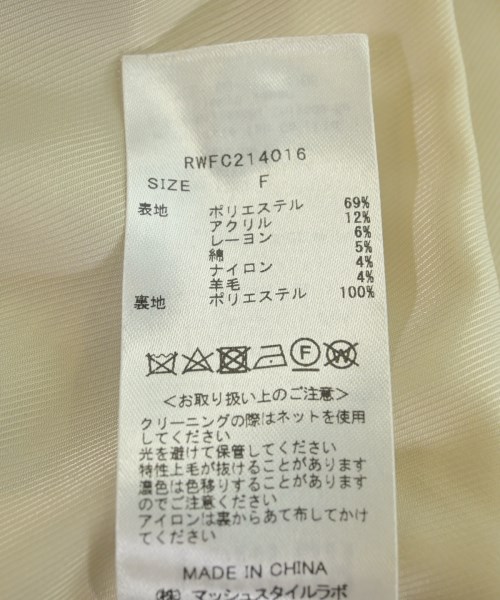 RWFC214016
SIZE F
表地 ポリエステル 69%
アクリル 12%
レーヨン 6%
綿 5%
ナイロン 4%
羊毛 4%
裏地 ポリエステル 100%
F W
<お取り扱い上のご注意>
クリーニングの際はネットを使用
してください
光を避けて保管してください
特性上毛が抜けることがあります
濃色は色移りすることがあります
のでご注意ください
アイロンは裏からあて布してかけ
てください
MADE IN CHINA
(株) マッシュスタイルラボ